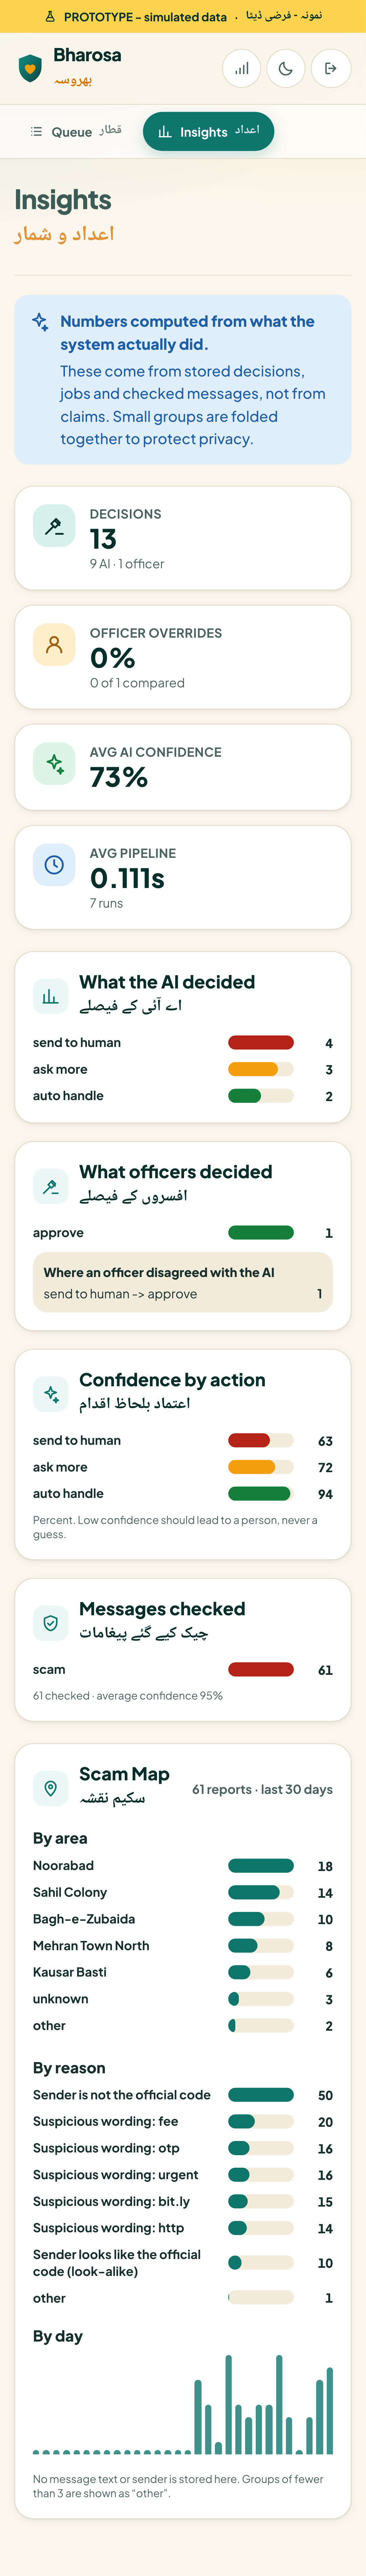 PROTOTYPE - simulated data · نمونہ - فرضی ڈیٹا
Bharosa
بھروسہ
Queue قطار
Insights اعداد
Insights
اعداد و شمار
Numbers computed from what the
system actually did.
These come from stored decisions,
jobs and checked messages, not from
claims. Small groups are folded
together to protect privacy.
DECISIONS
13
9 AI · 1 officer
OFFICER OVERRIDES
0%
0 of 1 compared
AVG AI CONFIDENCE
73%
AVG PIPELINE
0.111s
7 runs
What the AI decided
اے آئی کے فیصلے
send to human 4
ask more 3
auto handle 2
What officers decided
افسروں کے فیصلے
approve 1
Where an officer disagreed with the AI
send to human -> approve 1
Confidence by action
اعتماد بلحاظ اقدام
send to human 63
ask more 72
auto handle 94
Percent. Low confidence should lead to a person, never a
guess.
Messages checked
چیک کیے گئے پیغامات
scam 61
61 checked · average confidence 95%
Scam Map
سکیم نقشہ
61 reports · last 30 days
By area
Noorabad 18
Sahil Colony 14
Bagh-e-Zubaida 10
Mehran Town North 8
Kausar Basti 6
unknown 3
other 2
By reason
Sender is not the official code 50
Suspicious wording: fee 20
Suspicious wording: otp 16
Suspicious wording: urgent 16
Suspicious wording: bit.ly 15
Suspicious wording: http 14
Sender looks like the official
code (look-alike) 10
other 1
By day
No message text or sender is stored here. Groups of fewer
than 3 are shown as “other”.